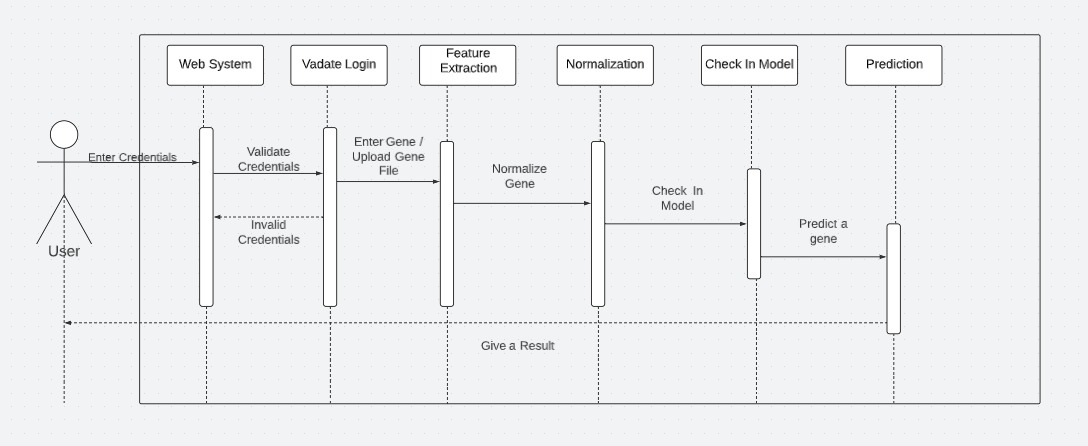 Web System
Vadate Login
Feature
Extraction
Normalization
Check In Model
Prediction
Enter Credentials
Validate
Credentials
Enter Gene /
Upload Gene
File
Normalize
Gene
Check In
Model
Predict a
gene
Invalid
Credentials
User
Give a Result